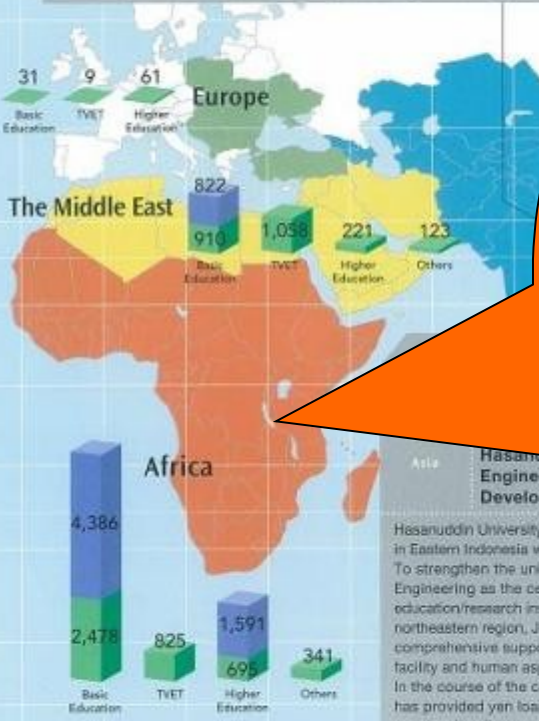 31 9 61
Basic Education TVET Higher Education
Europe
The Middle East
822
910 1,058 221 123
Basic Education TVET Higher Education Others
Africa
4,386
2,478 825 1,591 695 341
Basic Education TVET Higher Education Others
Asia
Engine
Develo
Hasanuddin University
in Eastern Indonesia w
To strengthen the uni
Engineering as the ce
education/research ins
northeastern region, J
comprehensive suppo
facility and human asp
In the course of the c
has provided yen loa